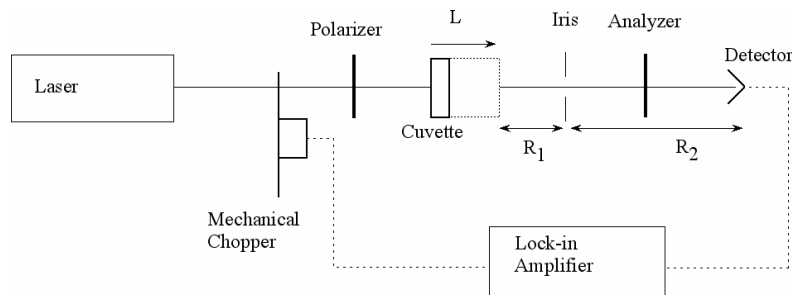 L
Iris
Analyzer
Polarizer
Detector
Laser
Cuvette
R1
R2
Mechanical
Chopper
Lock-in
Amplifier